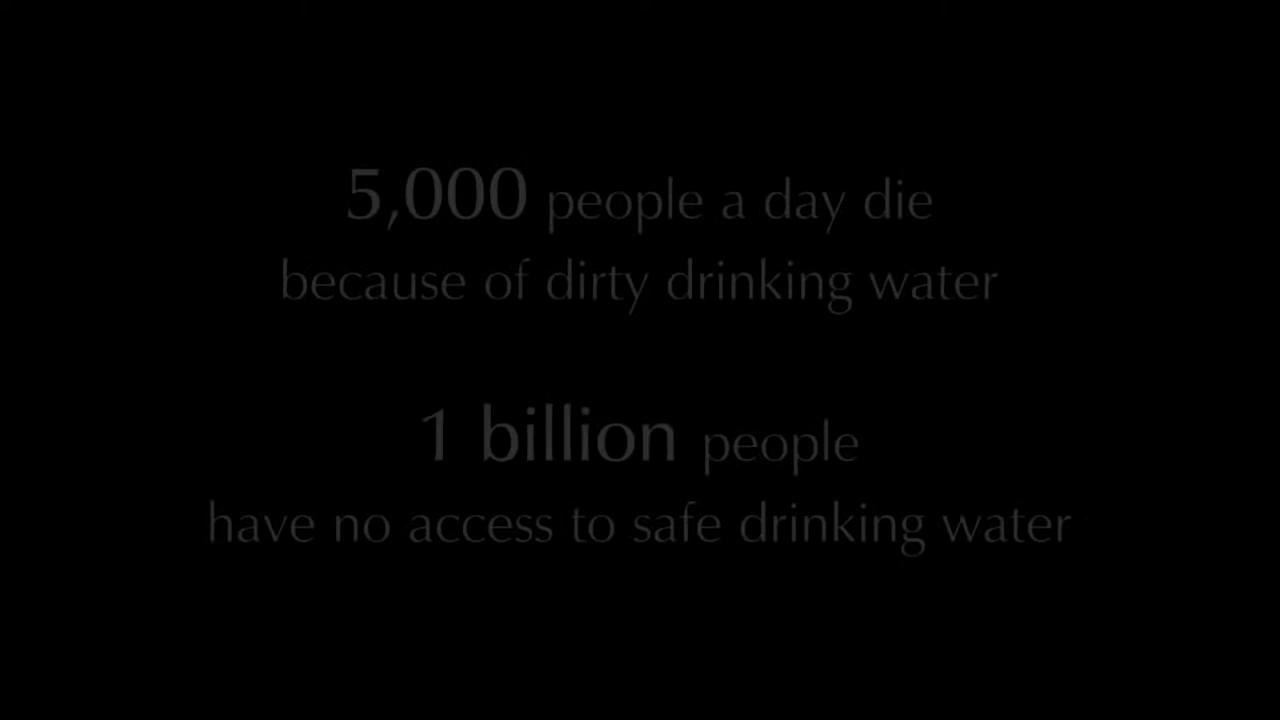 5,000 people a day die
because of dirty drinking water
1 billion people
have no access to safe drinking water